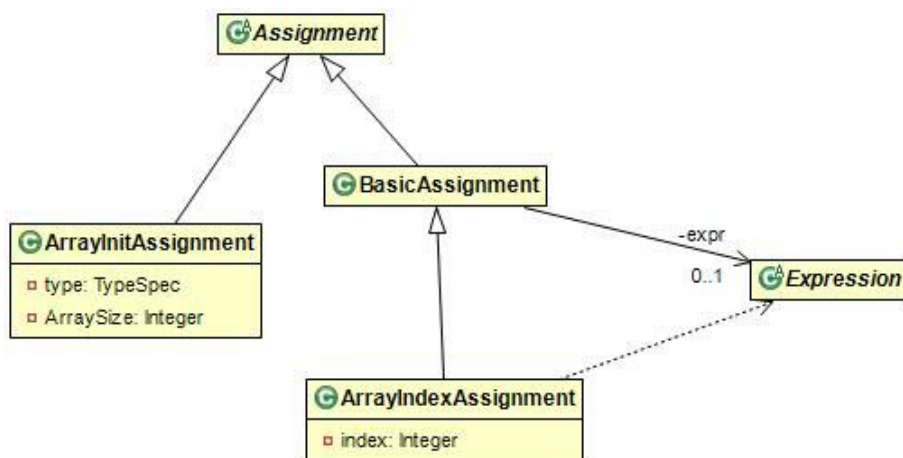 Assignment
BasicAssignment
ArrayInitAssignment
type: TypeSpec
ArraySize: Integer
-expr
0..1
Expression
ArrayIndexAssignment
index: Integer